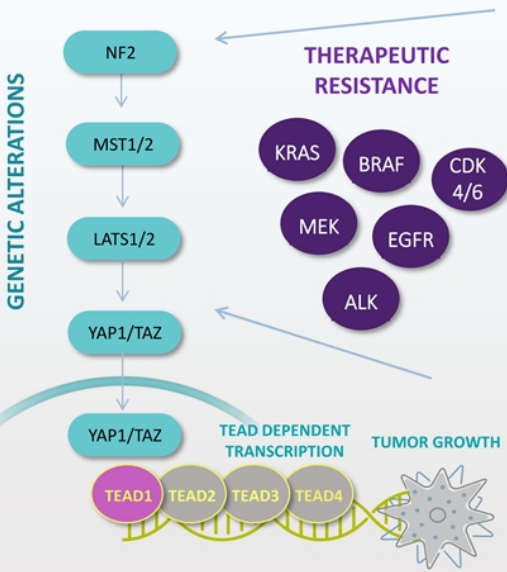 GENETIC ALTERATIONS
NF2
MST1/2
LATS1/2
YAP1/TAZ
YAP1/TAZ
THERAPEUTIC
RESISTANCE
KRAS
BRAF
CDK
4/6
MEK
EGFR
ALK
TEAD DEPENDENT
TRANSCRIPTION
TUMOR GROWTH
TEAD1
TEAD2
TEAD3
TEAD4